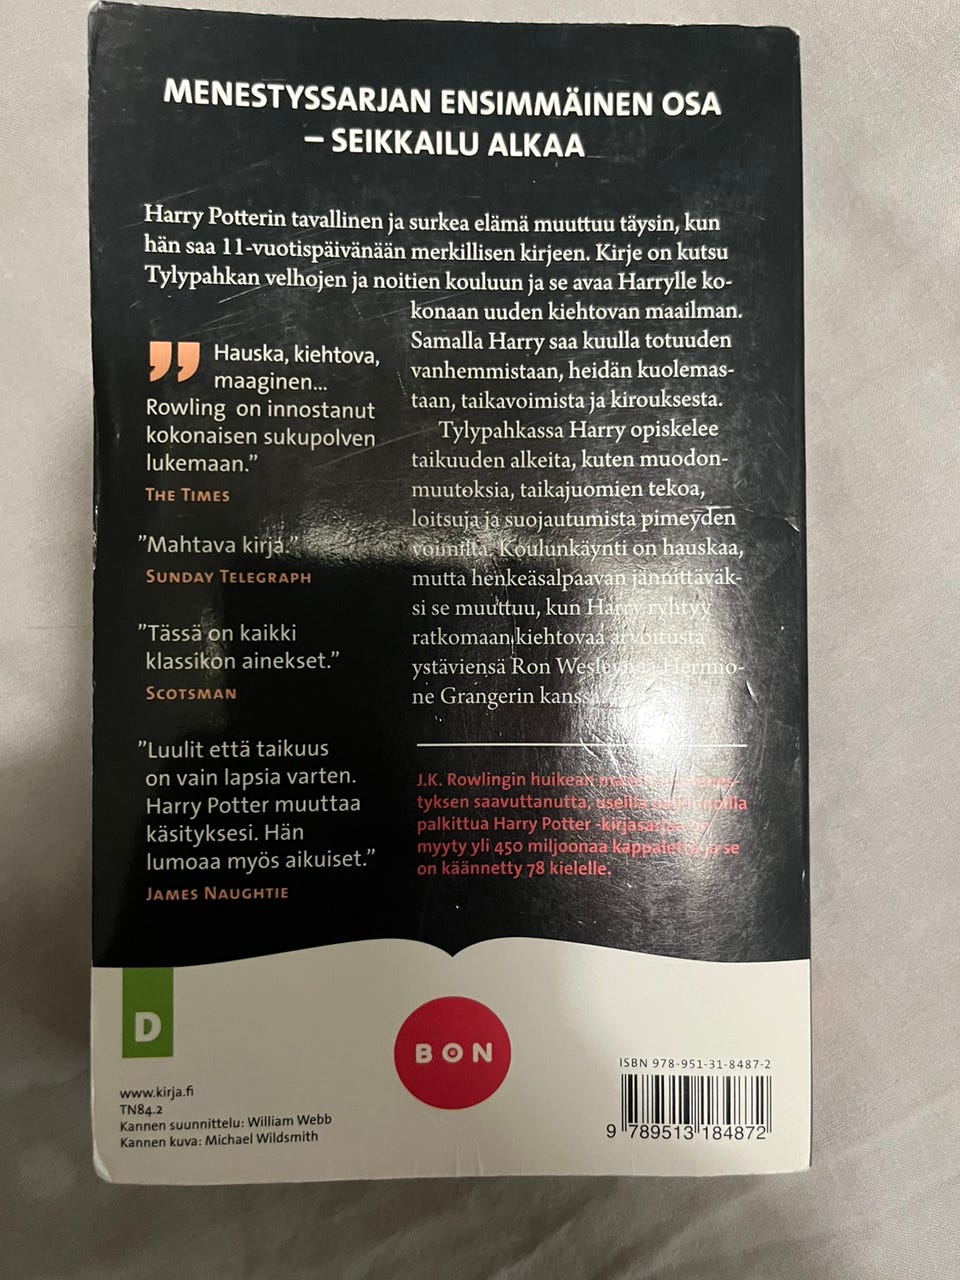 MENESTYSSARJAN ENSIMMÄINEN OSA
– SEIKKAILU ALKAA
Harry Potterin tavallinen ja surkea elämä muuttuu täysin, kun
hän saa 11-vuotispäivänään merkillisen kirjeen. Kirje on kutsu
Tylypahkan velhojen ja noitien kouluun ja se avaa Harrylle ko-
konaan uuden kiehtovan maailman.
Samalla Harry saa kuulla totuuden
vanhemmistaan, heidän kuolemas-
taan, taikavoimista ja kirouksesta.
Tylypahkassa Harry opiskelee
taikuuden alkeita, kuten muodon-
muutoksia, taikajuomien tekoa,
loitsuja ja suojautumista pimeyden
voimilta. Koulunkäynti on hauskaa,
mutta henkeäsalpaavan jännittäväk-
si se muuttuu, kun Harry ryhtyy
ratkomaan kiehtovaa arvoitusta
ystäviensä Ron Hermio-
ne Grangerin
” Hauska, kiehtova,
maaginen...
Rowling on innostanut
kokonaisen sukupolven
lukemaan.”
THE TIMES
”Mahtava kirja.”
SUNDAY TELEGRAPH
”Tässä on kaikki
klassikon ainekset.”
SCOTSMAN
”Luulit että taikuus
on vain lapsia varten.
Harry Potter muuttaa
käsityksesi. Hän
lumoaa myös aikuiset.”
JAMES NAUGHTIE
J.K. Rowlingin huikean
tyksen saavuttanutta, useilla
palkittua Harry Potter
myyty yli 450 miljoonaa kappaletta ja se
on käännetty 78 kielelle.
D
BON
www.kirja.fi
TN84.2
Kannen suunnittelu: William Webb
Kannen kuva: Michael Wildsmith
ISBN 978-951-31-8487-2
9 789513 184872